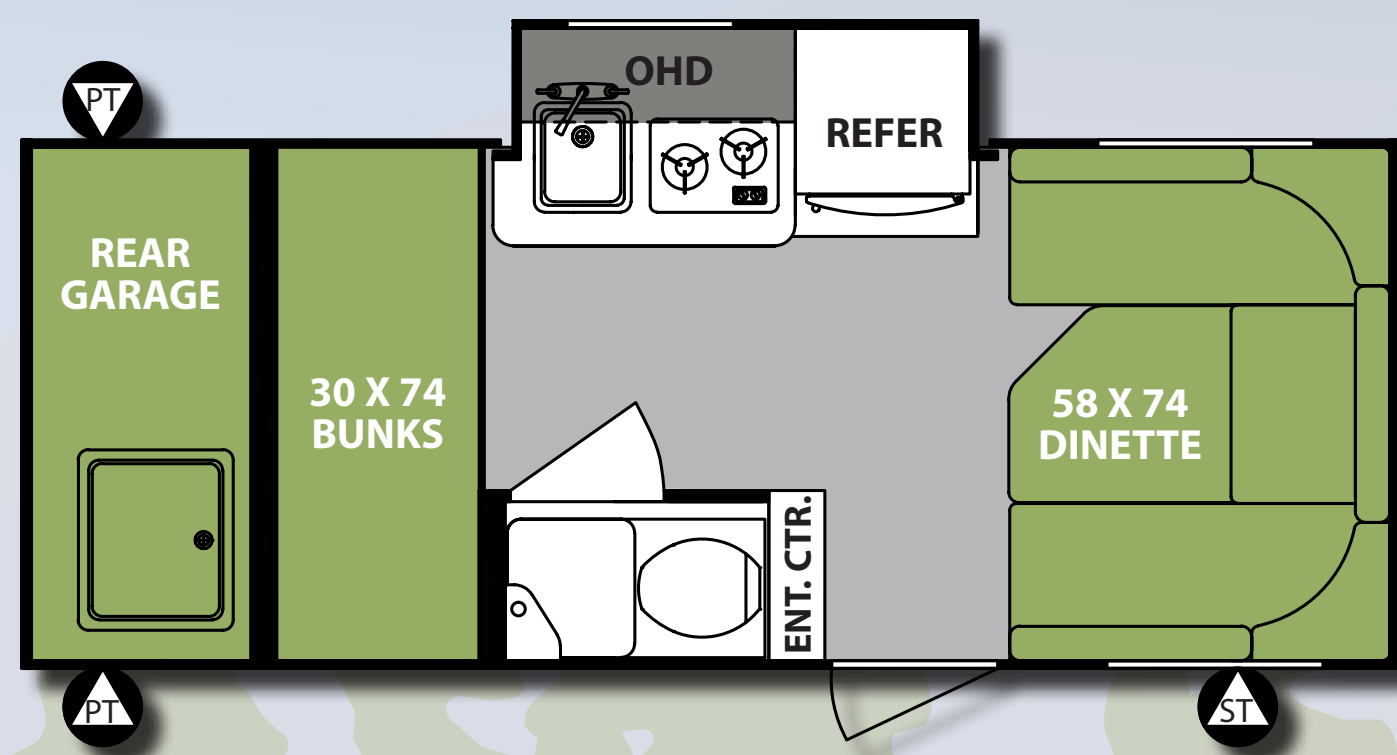 PT
OHD
REFER
REAR
GARAGE
30 X 74
BUNKS
58 X 74
DINETTE
ENT. CTR.
PT
ST